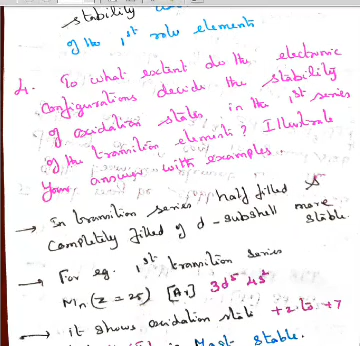 stability
of the 1st row elements
4. To what extent do the electronic
configurations decide the stability
of oxidation states in the 1st series
of the transition elements? Illustrate
your answer with examples.
→ In transition series half filled &
completely filled of d - subshell more
stable.
→ For eg. 1st transition series
Mn (Z = 25) [Ar] 3d5 4s2
→ it shows oxidation state +2 to +7
is Most stable.